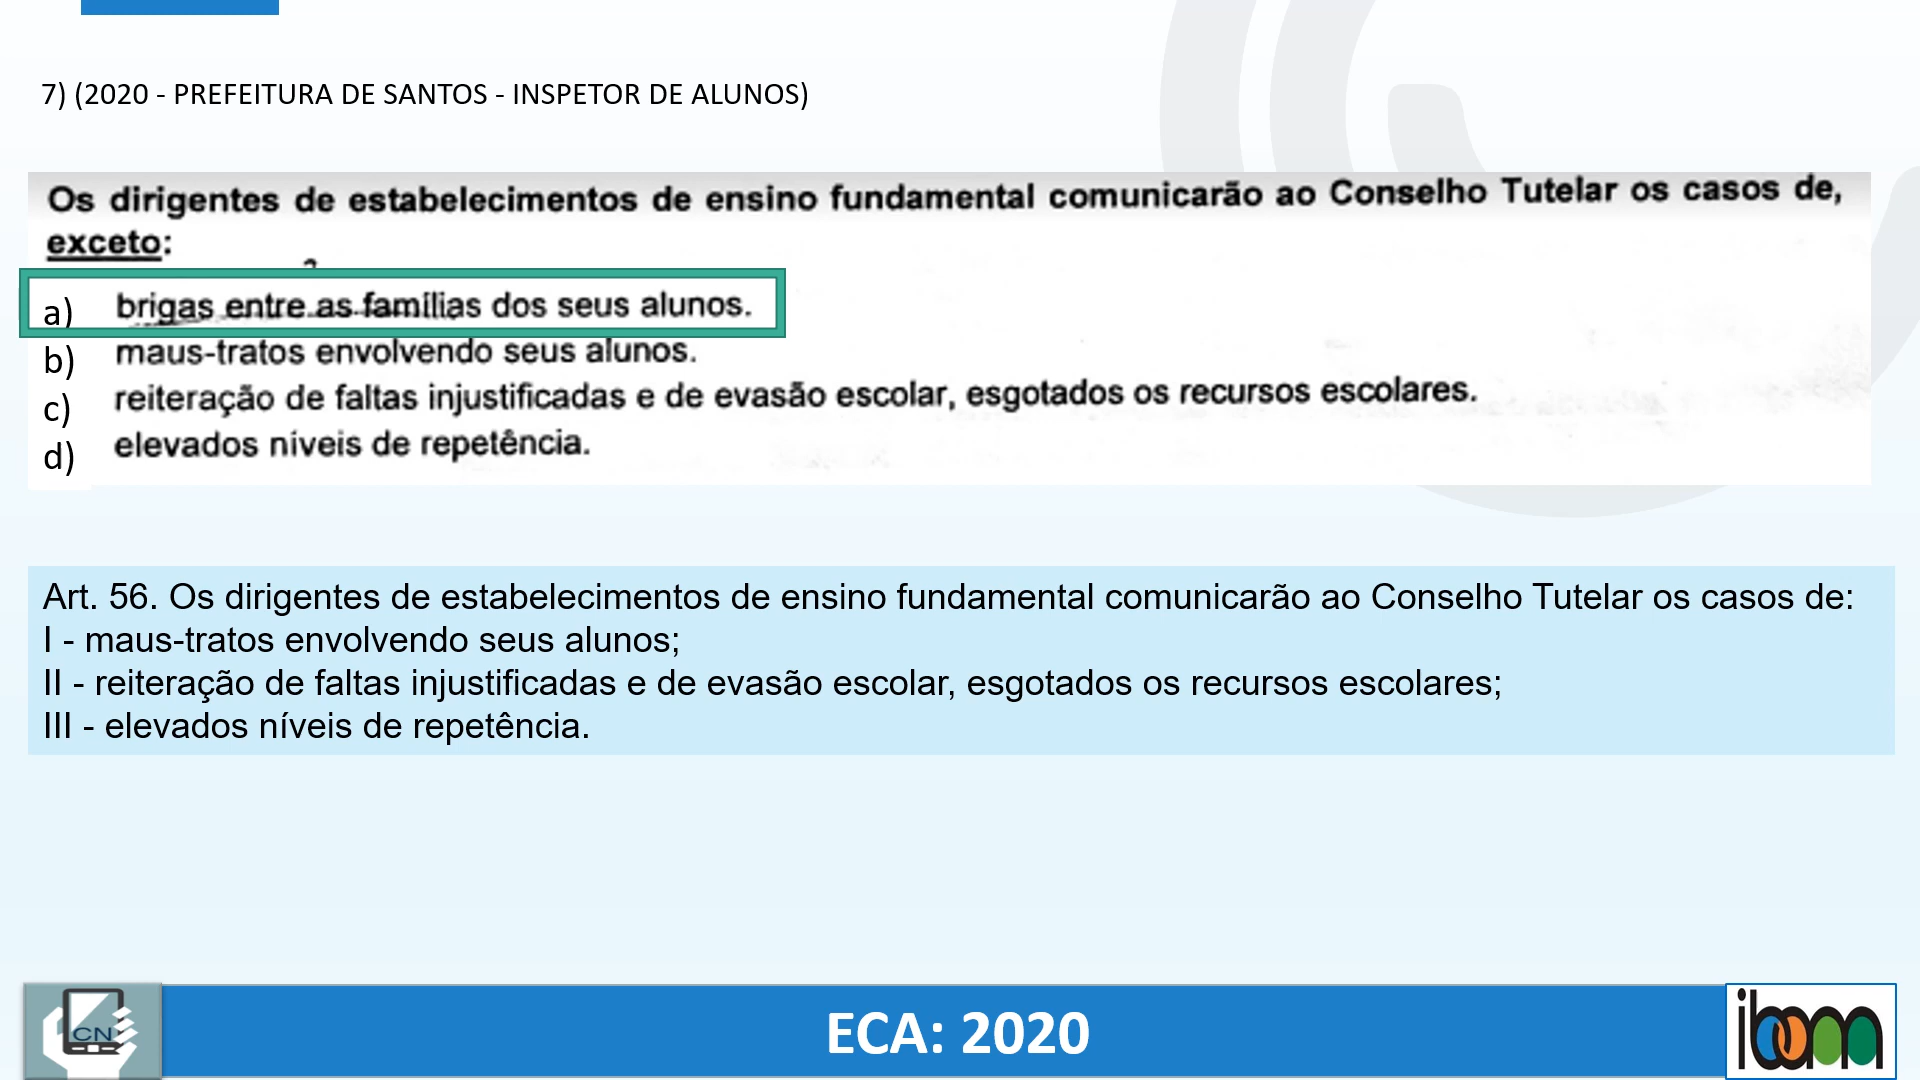 7) (2020 - PREFEITURA DE SANTOS - INSPETOR DE ALUNOS)
Os dirigentes de estabelecimentos de ensino fundamental comunicarão ao Conselho Tutelar os casos de,
exceto:
a) brigas entre as famílias dos seus alunos.
b) maus-tratos envolvendo seus alunos.
c) reiteração de faltas injustificadas e de evasão escolar, esgotados os recursos escolares.
d) elevados níveis de repetência.
Art. 56. Os dirigentes de estabelecimentos de ensino fundamental comunicarão ao Conselho Tutelar os casos de:
I - maus-tratos envolvendo seus alunos;
II - reiteração de faltas injustificadas e de evasão escolar, esgotados os recursos escolares;
III - elevados níveis de repetência.
CN
ECA: 2020
ibam